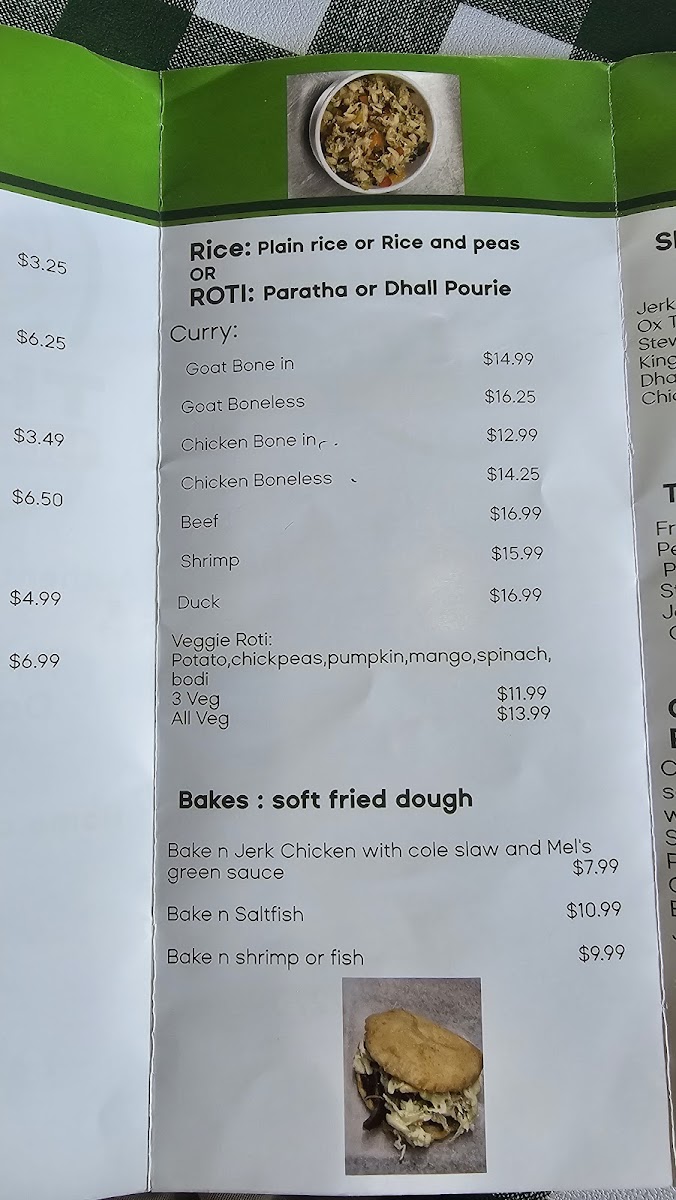 $3.25
$6.25
$3.49
$6.50
$4.99
$6.99
Rice: Plain rice or Rice and peas
OR
ROTI: Paratha or Dhall Pourie
Curry:
Goat Bone in $14.99
Goat Boneless $16.25
Chicken Bone in $12.99
Chicken Boneless $14.25
Beef $16.99
Shrimp $15.99
Duck $16.99
Veggie Roti:
Potato,chickpeas,pumpkin,mango,spinach,
bodi
3 Veg $11.99
All Veg $13.99
Bakes : soft fried dough
Bake n Jerk Chicken with cole slaw and Mel's
green sauce $7.99
Bake n Saltfish $10.99
Bake n shrimp or fish $9.99
Jerk
Ox